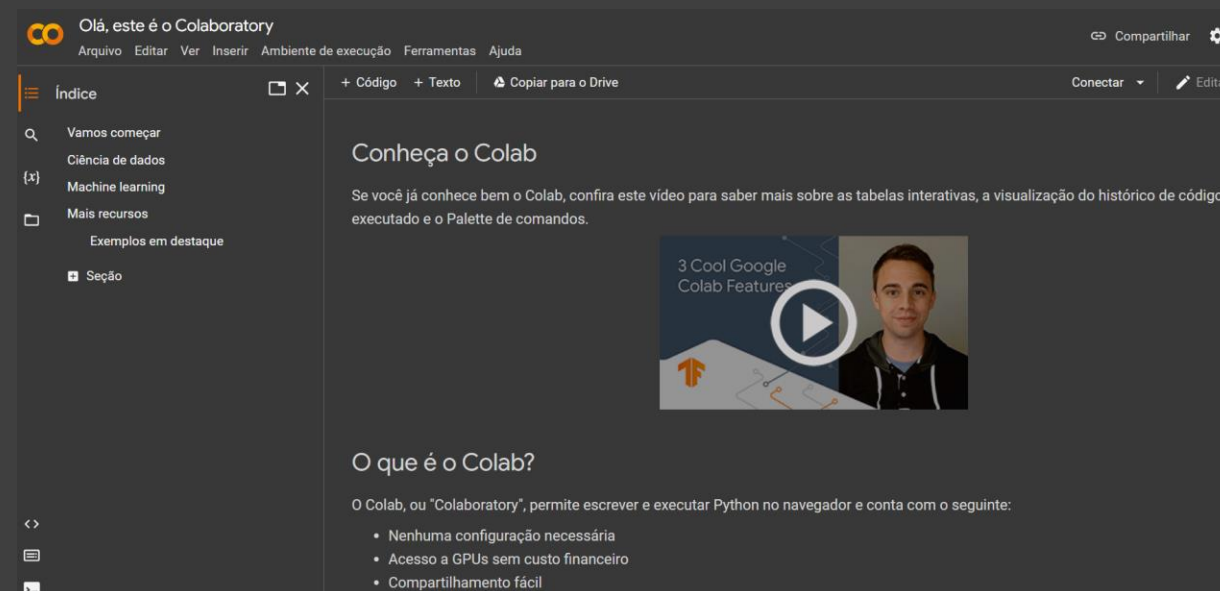 Olá, este é o Colaboratory
Arquivo Editar Ver Inserir Ambiente de execução Ferramentas Ajuda
Compartilhar
Índice
+ Código + Texto Copiar para o Drive
Conectar
Vamos começar
Ciência de dados
{x}
Machine learning
Mais recursos
Exemplos em destaque
Seção
Conheça o Colab
Se você já conhece bem o Colab, confira este vídeo para saber mais sobre as tabelas interativas, a visualização do histórico de código
executado e o Palette de comandos.
3 Cool Google
Colab Features
O que é o Colab?
O Colab, ou "Colaboratory", permite escrever e executar Python no navegador e conta com o seguinte:
• Nenhuma configuração necessária
• Acesso a GPUs sem custo financeiro
• Compartilhamento fácil